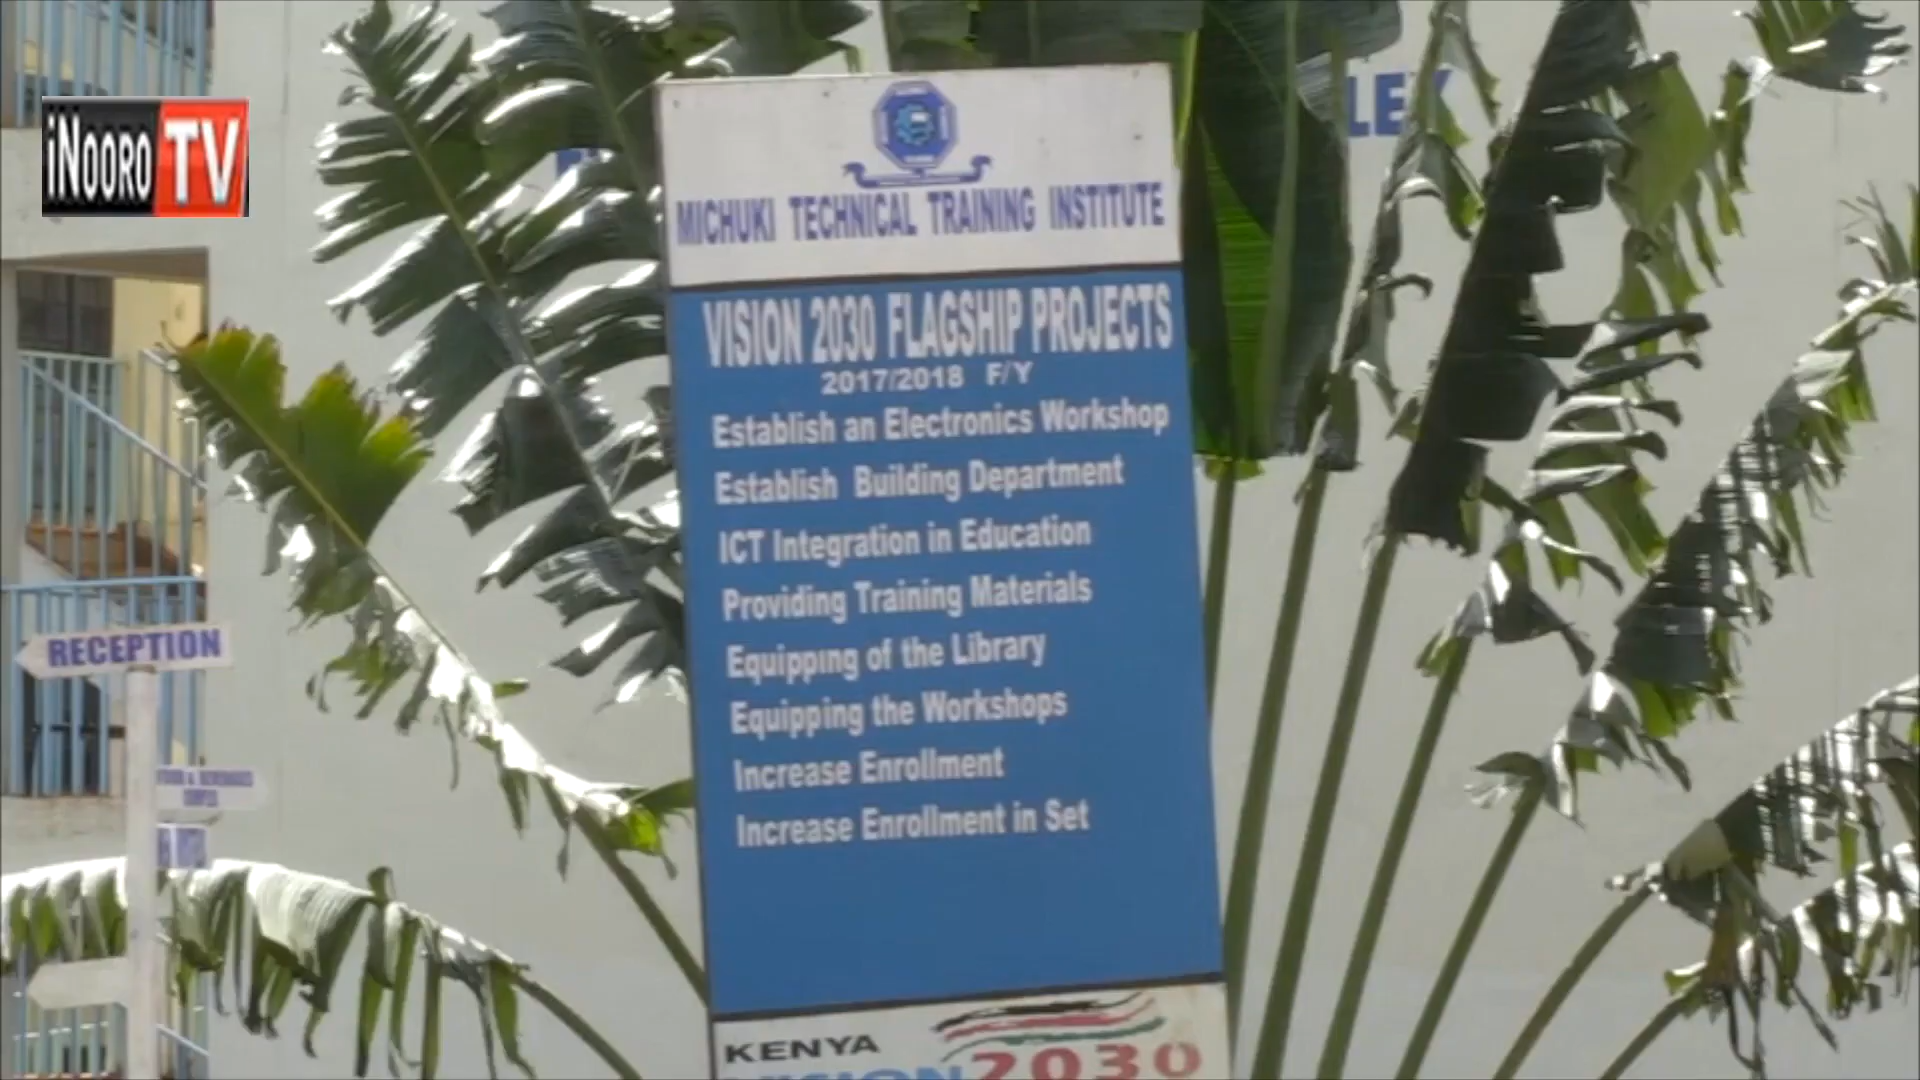 iNOORO TV
LEX
MICHUKI TECHNICAL TRAINING INSTITUTE
VISION 2030 FLAGSHIP PROJECTS
2017/2018 F/Y
Establish an Electronics Workshop
Establish Building Department
ICT Integration in Education
Providing Training Materials
Equipping of the Library
Equipping the Workshops
Increase Enrollment
Increase Enrollment in Set
KENYA
VISION 2030
RECEPTION